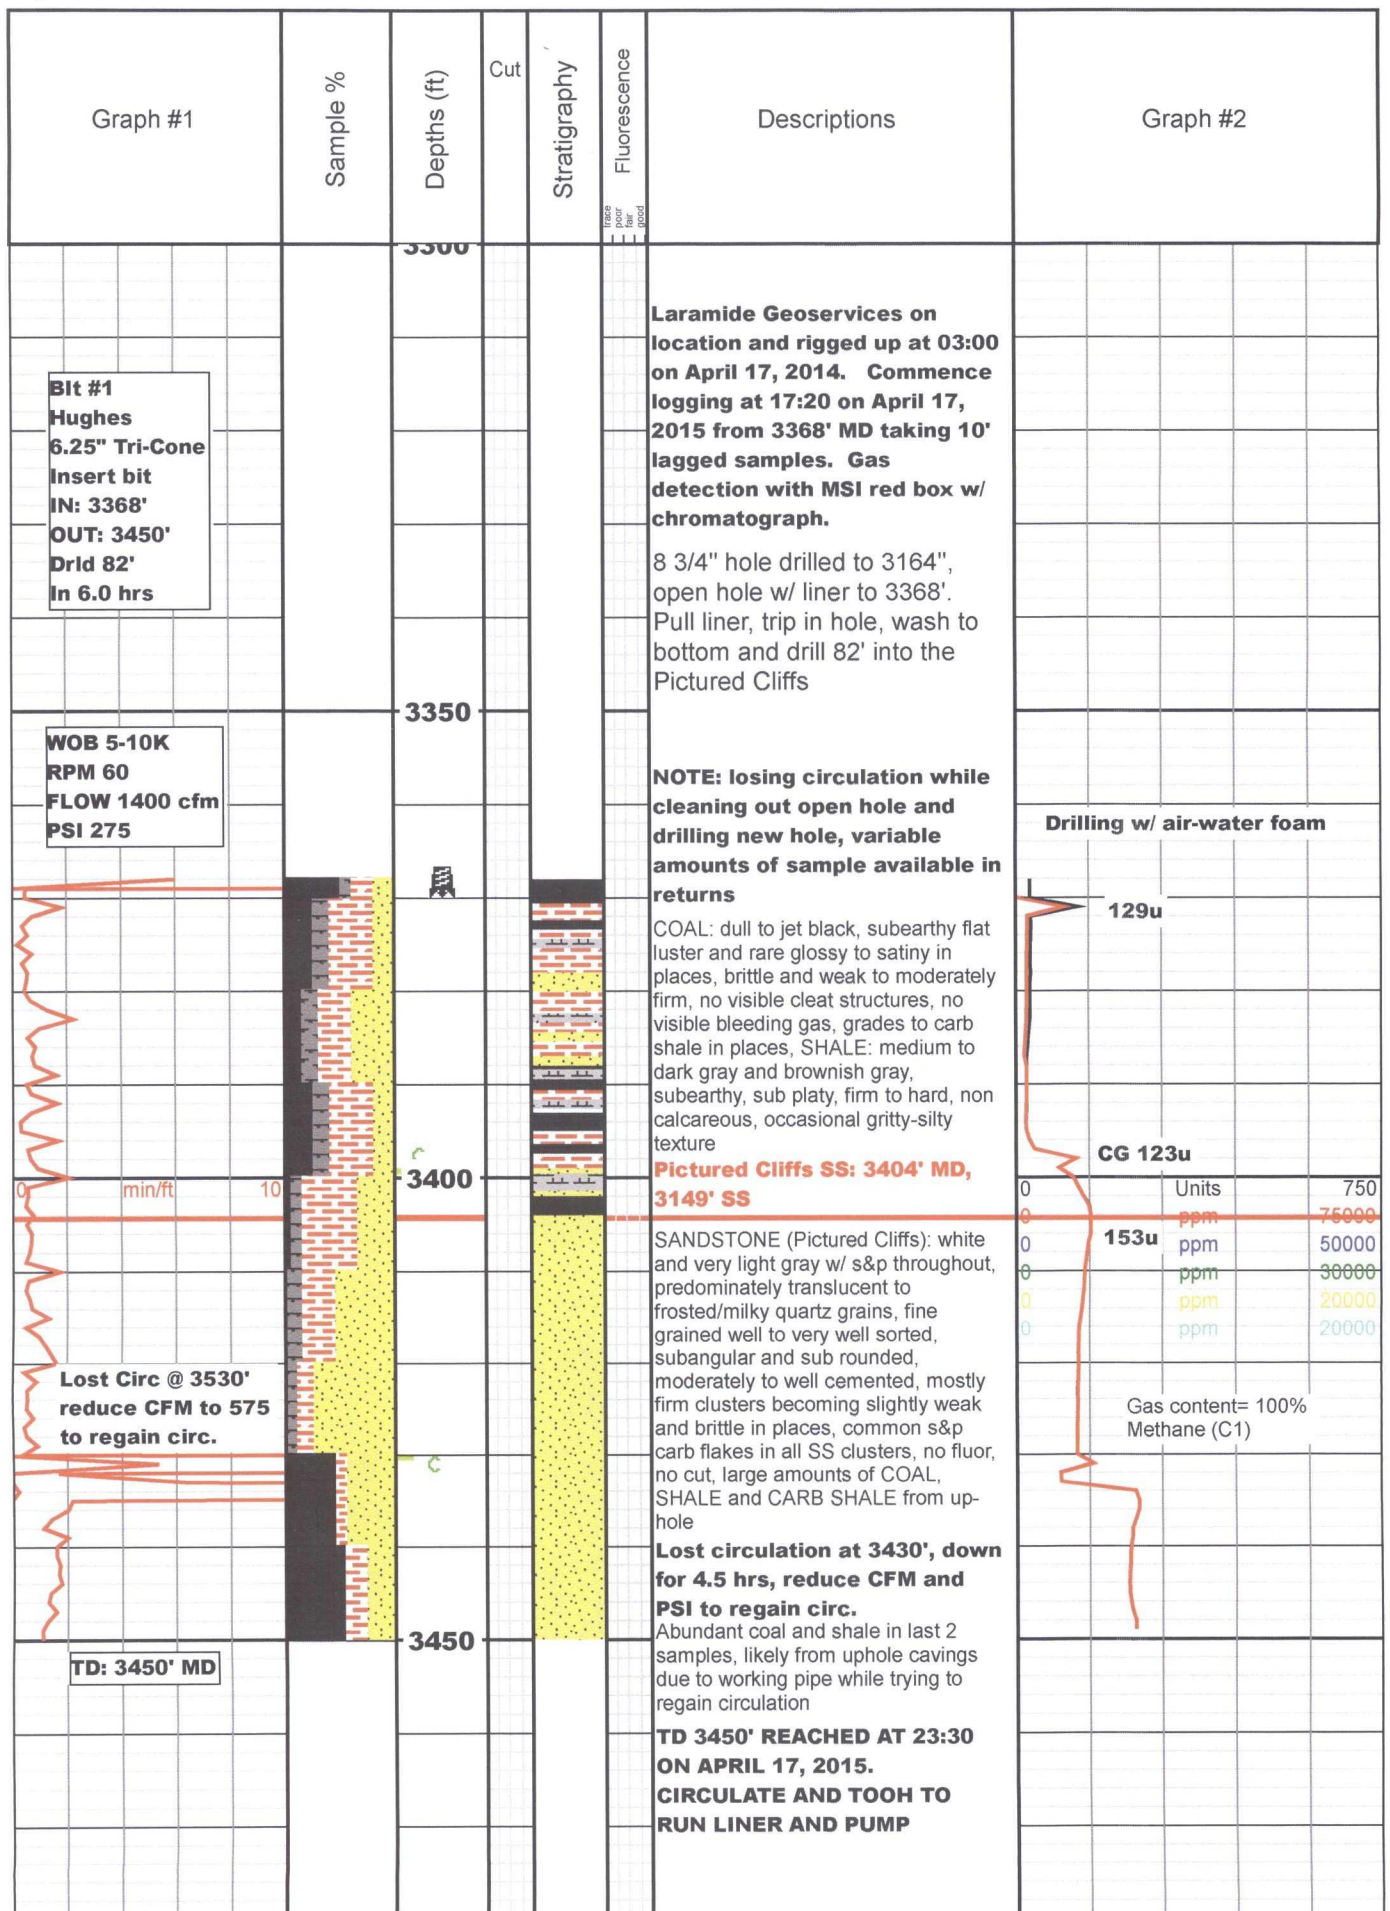 Graph #1
Sample %
Depths (ft)
Cut
Stratigraphy
Fluorescence
trace
poor
fair
good
Descriptions
Graph #2
3300
BIt #1
Hughes
6.25" Tri-Cone
Insert bit
IN: 3368'
OUT: 3450'
Drld 82'
In 6.0 hrs
Laramide Geoservices on
location and rigged up at 03:00
on April 17, 2014. Commence
logging at 17:20 on April 17,
2015 from 3368' MD taking 10'
lagged samples. Gas
detection with MSI red box w/
chromatograph.
8 3/4" hole drilled to 3164",
open hole w/ liner to 3368'.
Pull liner, trip in hole, wash to
bottom and drill 82' into the
Pictured Cliffs
3350
WOB 5-10K
RPM 60
FLOW 1400 cfm
PSI 275
NOTE: losing circulation while
cleaning out open hole and
drilling new hole, variable
amounts of sample available in
returns
Drilling w/ air-water foam
129u
COAL: dull to jet black, subearthy flat
luster and rare glossy to satiny in
places, brittle and weak to moderately
firm, no visible cleat structures, no
visible bleeding gas, grades to carb
shale in places, SHALE: medium to
dark gray and brownish gray,
subearthy, sub platy, firm to hard, non
calcareous, occasional gritty-silty
texture
C
CG 123u
Pictured Cliffs SS: 3404' MD,
3149' SS
0 min/ft 10
3400
0 Units 750
0 ppm 75000
153u
0 ppm 50000
0 ppm 30000
0 ppm 20000
0 ppm 20000
SANDSTONE (Pictured Cliffs): white
and very light gray w/ s&p throughout,
predominately translucent to
frosted/milky quartz grains, fine
grained well to very well sorted,
subangular and sub rounded,
moderately to well cemented, mostly
firm clusters becoming slightly weak
and brittle in places, common s&p
carb flakes in all SS clusters, no fluor,
no cut, large amounts of COAL,
SHALE and CARB SHALE from up-
hole
Lost Circ @ 3530'
reduce CFM to 575
to regain circ.
C
Gas content= 100%
Methane (C1)
Lost circulation at 3430', down
for 4.5 hrs, reduce CFM and
PSI to regain circ.
Abundant coal and shale in last 2
samples, likely from uphole cavings
due to working pipe while trying to
regain circulation
3450
TD: 3450' MD
TD 3450' REACHED AT 23:30
ON APRIL 17, 2015.
CIRCULATE AND TOOH TO
RUN LINER AND PUMP